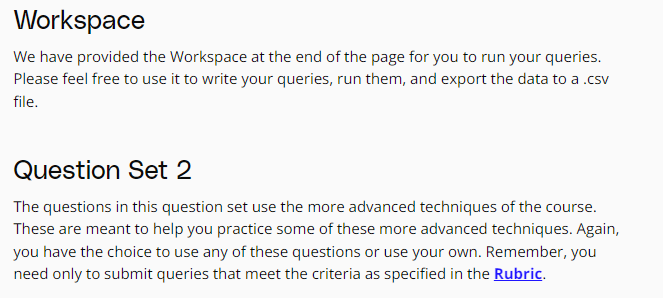 Workspace
We have provided the Workspace at the end of the page for you to run your queries.
Please feel free to use it to write your queries, run them, and export the data to a .csv
file.
Question Set 2
The questions in this question set use the more advanced techniques of the course.
These are meant to help you practice some of these more advanced techniques. Again,
you have the choice to use any of these questions or use your own. Remember, you
need only to submit queries that meet the criteria as specified in the Rubric.